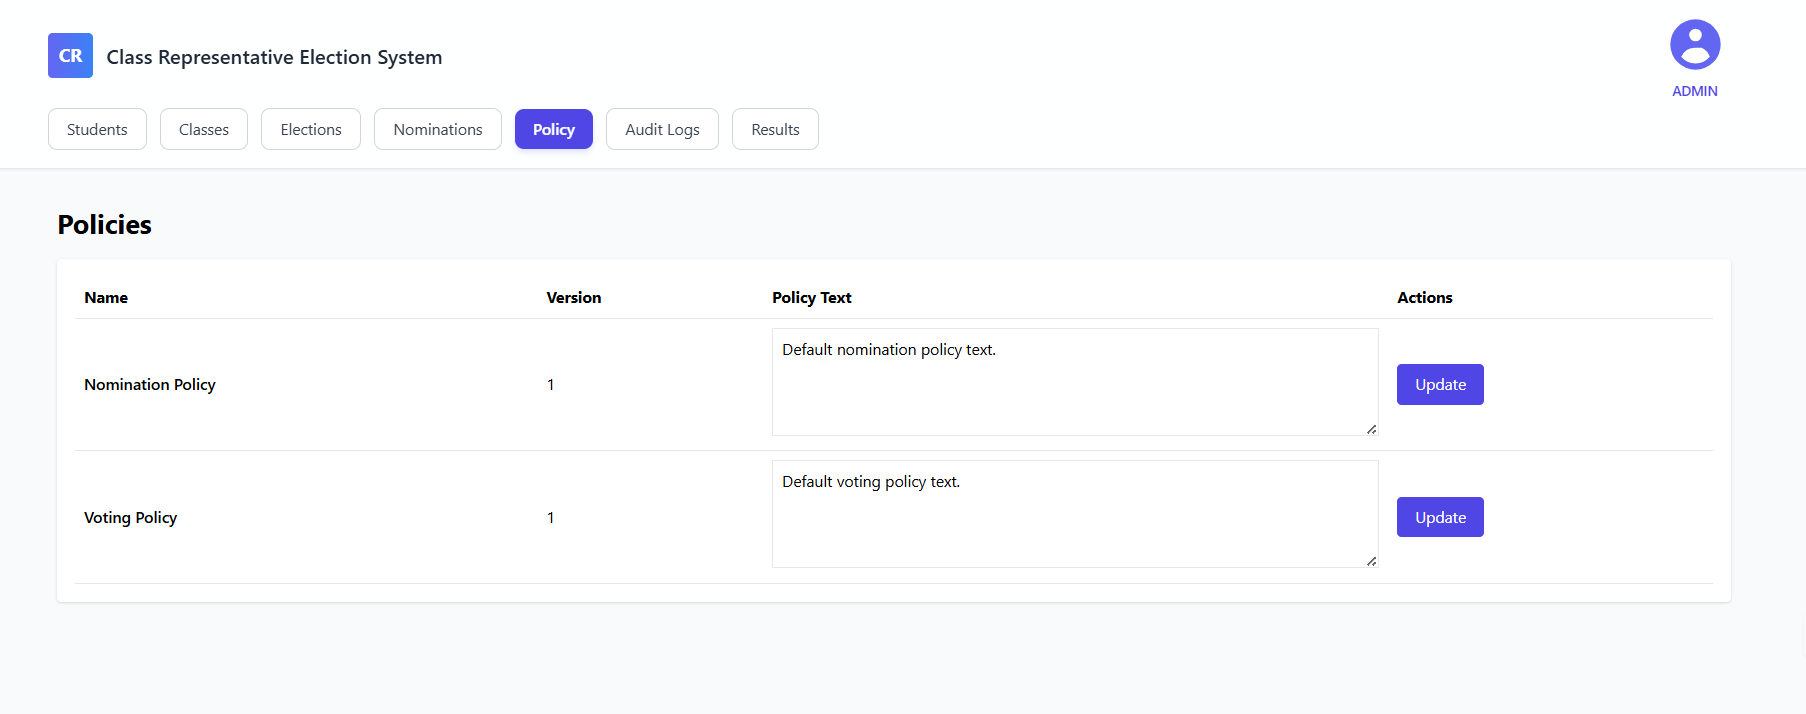 CR Class Representative Election System
ADMIN
Students Classes Elections Nominations Policy Audit Logs Results
Policies
Name Version Policy Text Actions
Default nomination policy text.
Nomination Policy 1 Update
Default voting policy text.
Voting Policy 1 Update